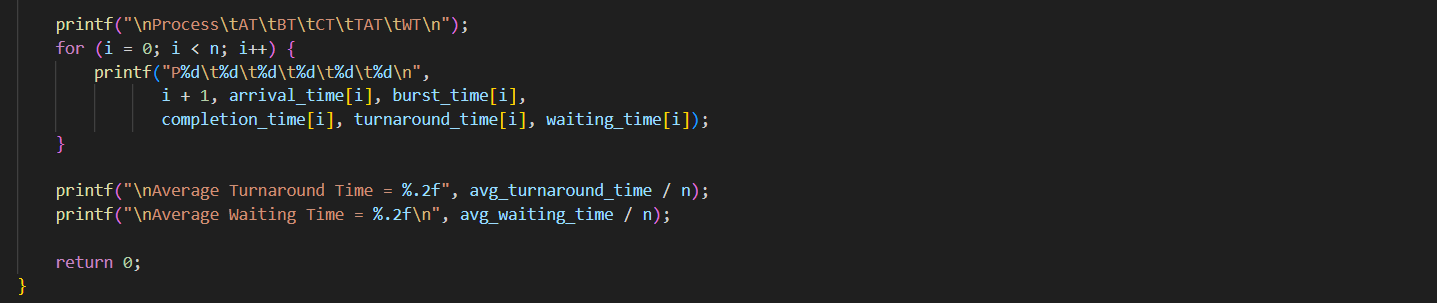 printf("\nProcess\tAT\tBT\tCT\tTAT\tWT\n");
for (i = 0; i < n; i++) {
printf("P%d\t%d\t%d\t%d\t%d\t%d\n",
i + 1, arrival_time[i], burst_time[i],
completion_time[i], turnaround_time[i], waiting_time[i]);
}
printf("\nAverage Turnaround Time = %.2f", avg_turnaround_time / n);
printf("\nAverage Waiting Time = %.2f\n", avg_waiting_time / n);
return 0;
}